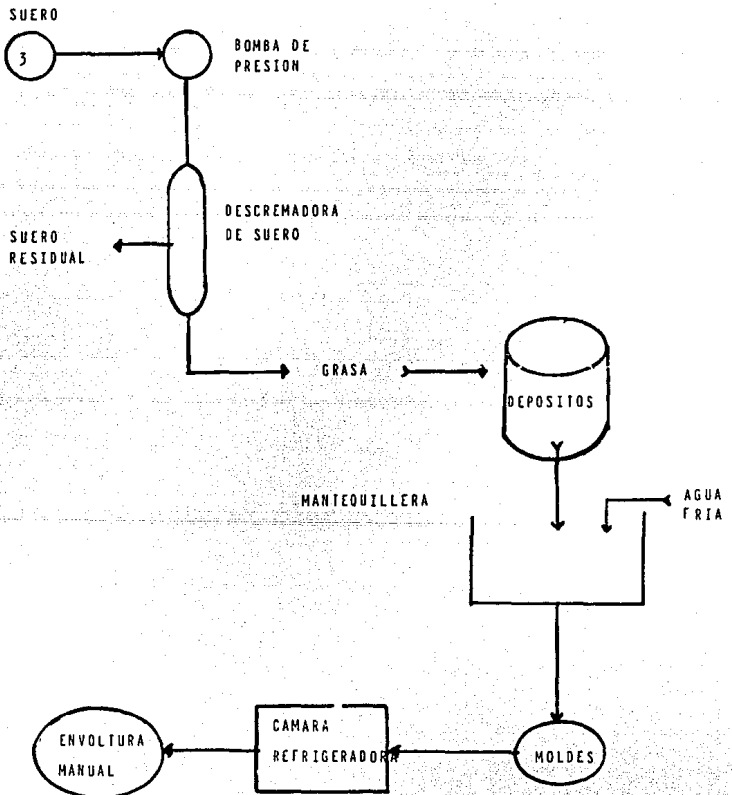 SUERO
3
BOMBA DE
PRESION
DESCREMADORA
DE SUERO
SUERO
RESIDUAL
GRASA
DEPOSITOS
MANTEQUILLERA
AGUA
FRIA
CAMARA
REFRIGERADORA
ENVOLTURA
MANUAL
MOLDES